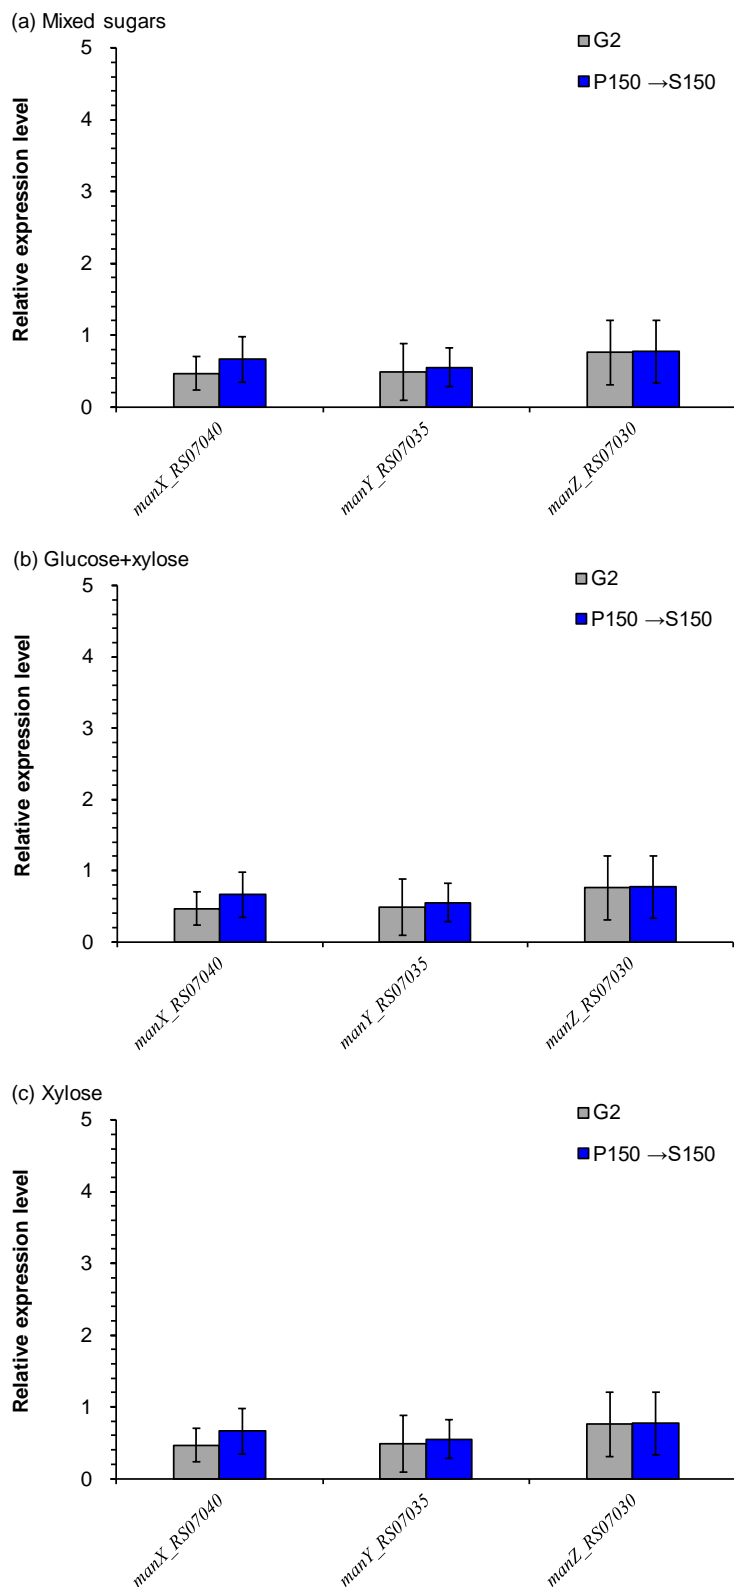 (a) Mixed sugars
G2
P150 →S150
Relative expression level
5
4
3
2
1
0
manX_RS07040
manY_RS07035
manZ_RS07030
(b) Glucose+xylose
G2
P150 →S150
Relative expression level
5
4
3
2
1
0
manX_RS07040
manY_RS07035
manZ_RS07030
(c) Xylose
G2
P150 →S150
Relative expression level
5
4
3
2
1
0
manX_RS07040
manY_RS07035
manZ_RS07030